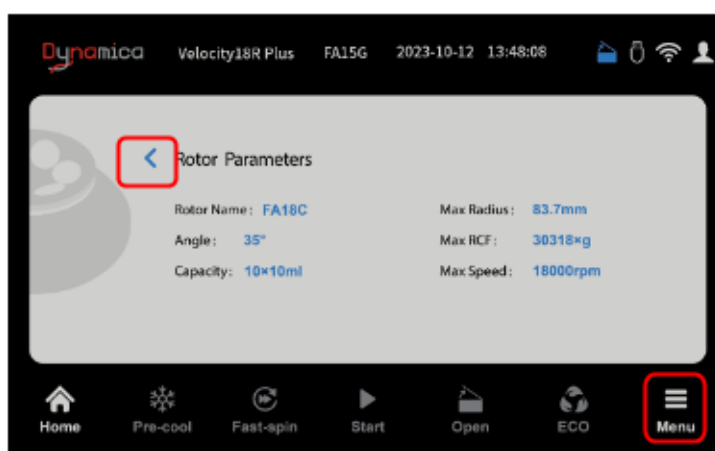 Dynamica Velocity18R Plus FA15G 2023-10-12 13:48:08
Rotor Parameters
Rotor Name: FA18C Max Radius: 83.7mm
Angle: 35° Max RCF: 30318×g
Capacity: 10×10ml Max Speed: 18000rpm
Home Pre-cool Fast-spin Start Open ECO Menu